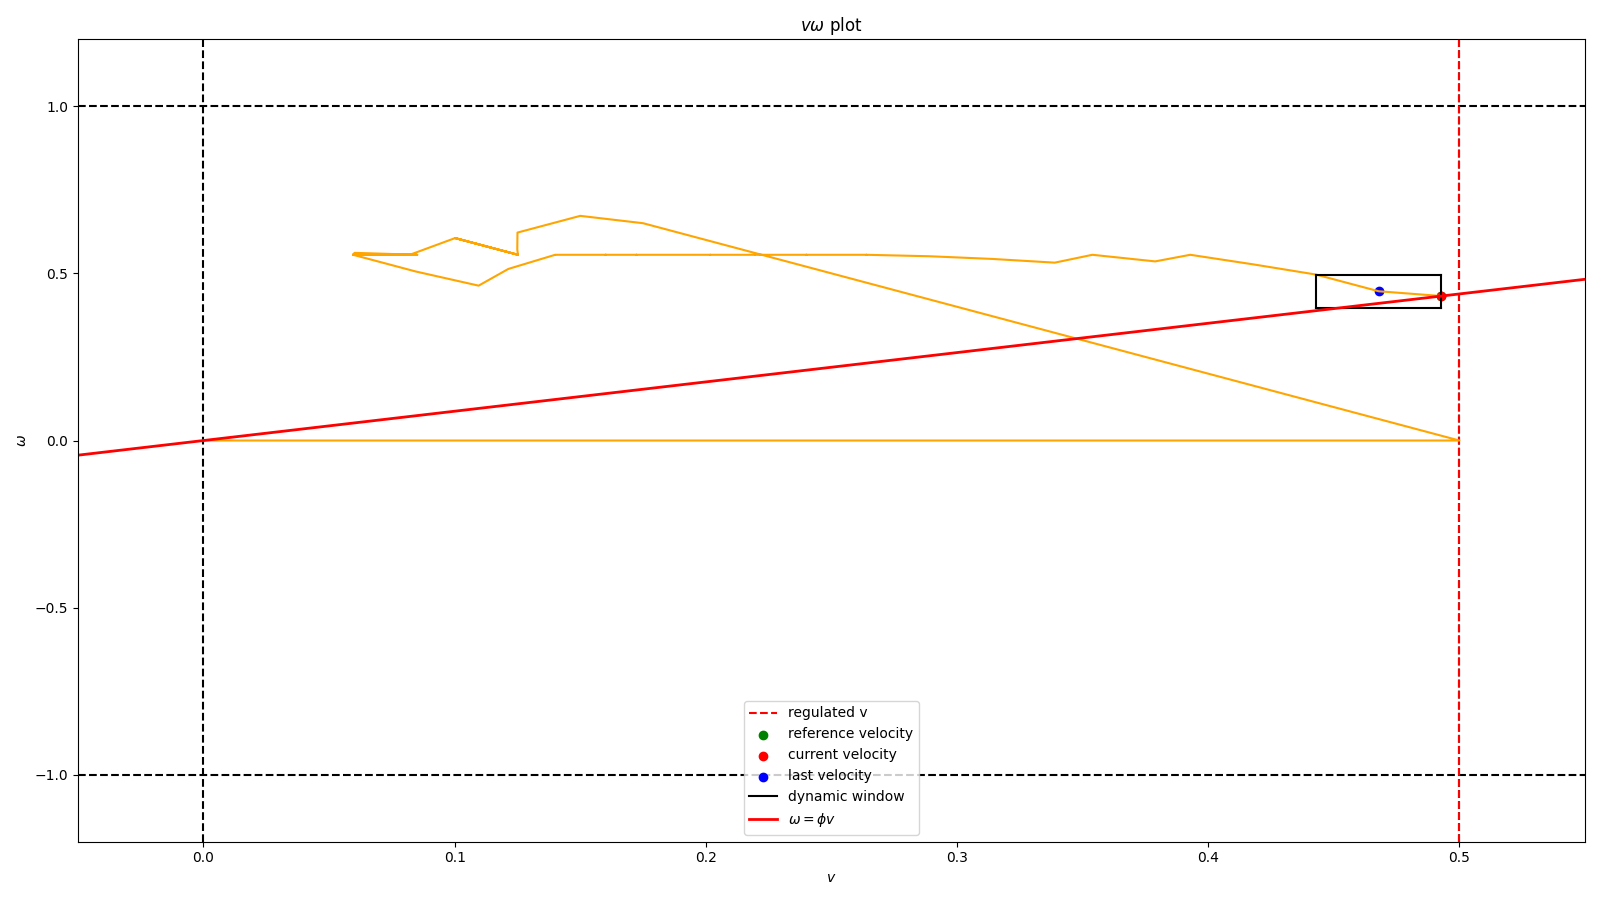 vω plot
1.0
0.5
0.0
−0.5
−1.0
ω
0.0 0.1 0.2 0.3 0.4 0.5
v
regulated v
reference velocity
current velocity
last velocity
dynamic window
ω = ϕv